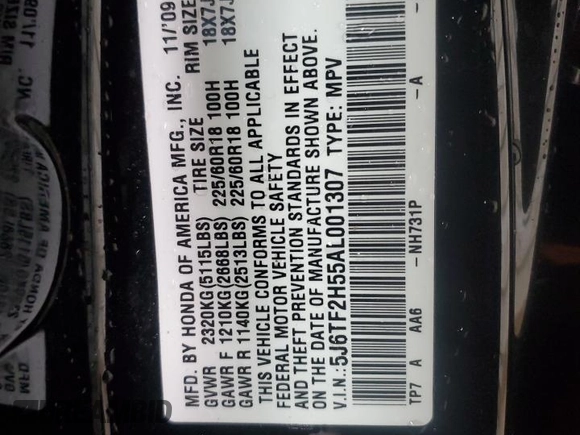 MFD. BY HONDA OF AMERICA MFG., INC. 11/'09
TIRE SIZE RIM SIZE
GVWR 2320KG(5115LBS)
GAWR F 1210KG(2668LBS) 225/60R18 100H 18X7J
GAWR R 1140KG(2513LBS) 225/60R18 100H 18X7J
THIS VEHICLE CONFORMS TO ALL APPLICABLE
FEDERAL MOTOR VEHICLE SAFETY
AND THEFT PREVENTION STANDARDS IN EFFECT
ON THE DATE OF MANUFACTURE SHOWN ABOVE.
V.I.N.: 5J6TF2H55AL001307 TYPE: MPV
TP7 A AA6 - NH731P - A